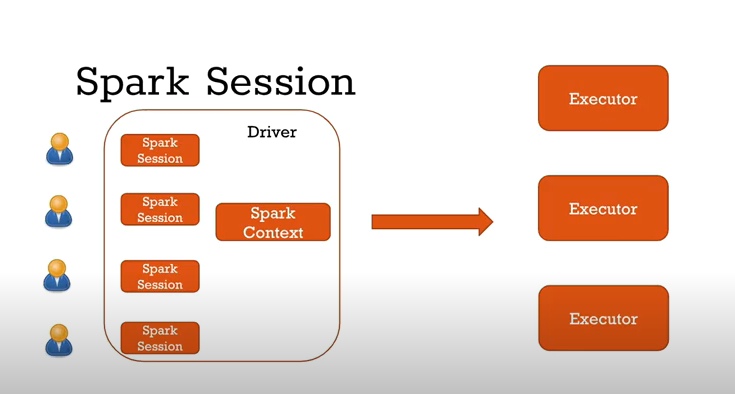 Spark Session
Driver
Spark
Session
Spark
Session
Spark
Context
Spark
Session
Spark
Session
Executor
Executor
Executor